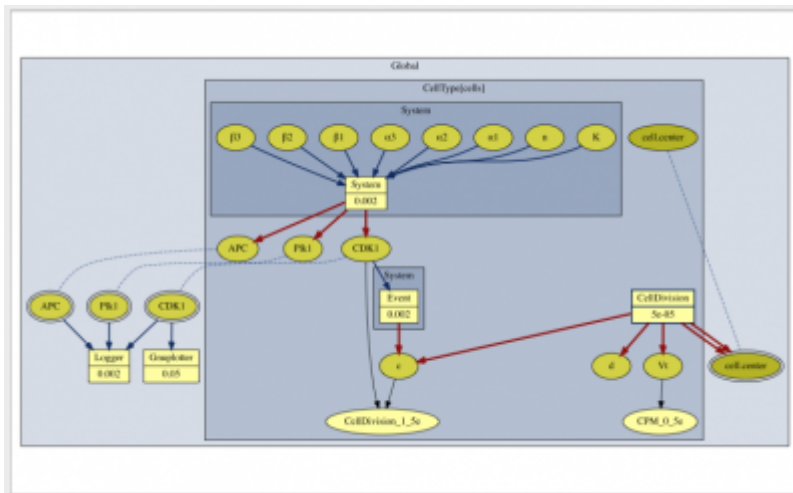 Global
CellType[cells]
System
β3
β2
β1
α3
α2
α1
n
K
cell.center
System
0.002
APC
Plk1
CDK1
System
APC
Plk1
CDK1
Event
0.002
CellDivision
5e-05
Logger
0.002
Gnuplotter
0.05
c
d
Vt
cell.center
CellDivision_1_5e
CPM_0_5e